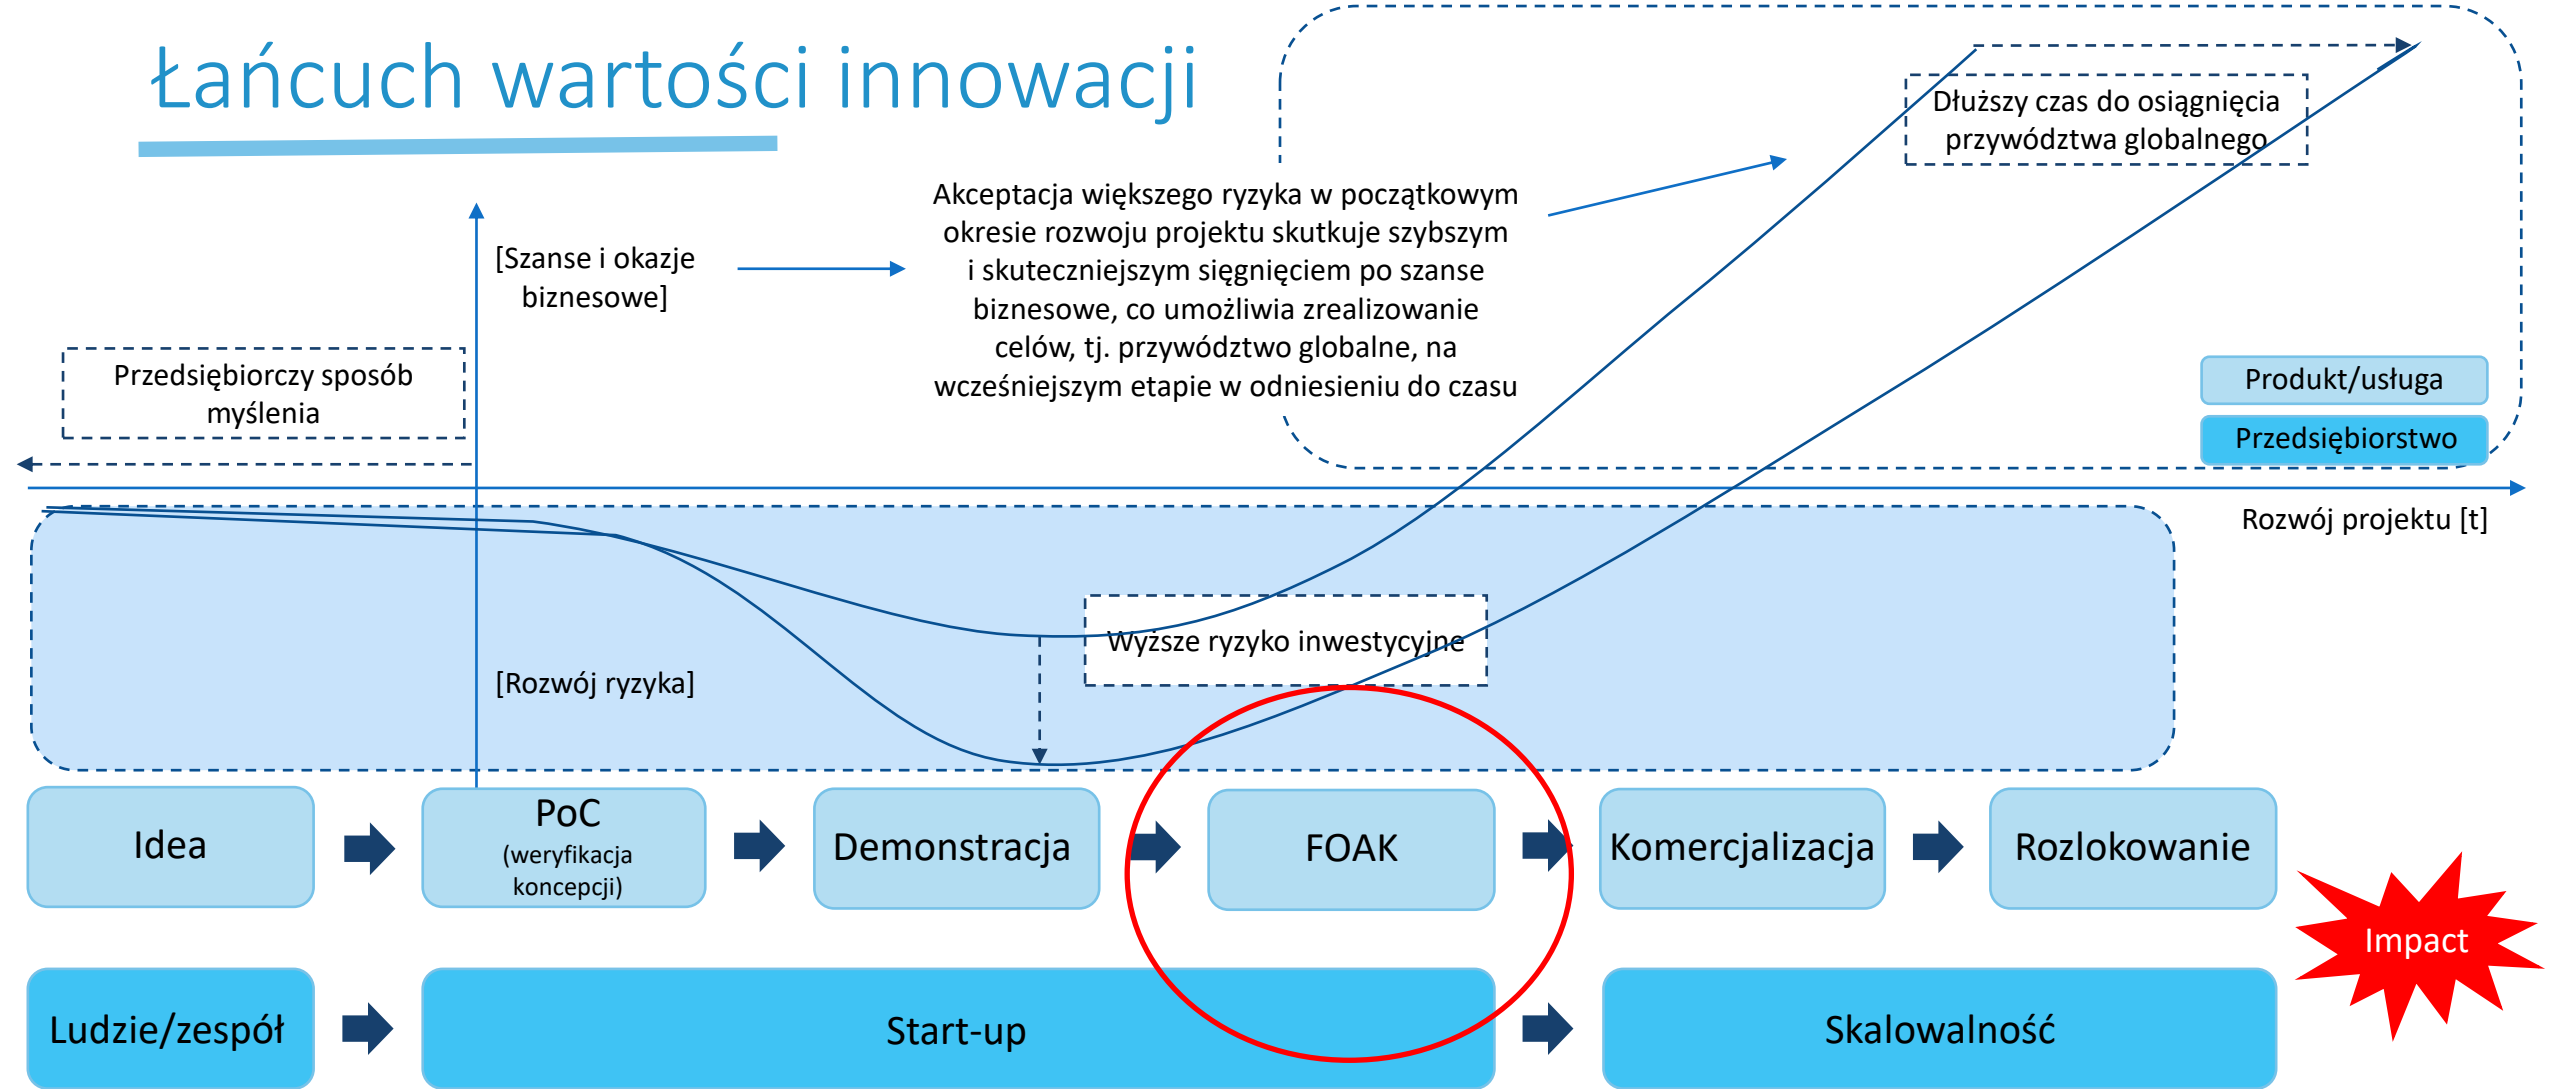 Łańcuch wartości innowacji
Dłuższy czas do osiągnięcia
przywództwa globalnego
[Szanse i okazje
biznesowe]
Akceptacja większego ryzyka w początkowym
okresie rozwoju projektu skutkuje szybszym
i skuteczniejszym sięgnięciem po szanse
biznesowe, co umożliwia zrealizowanie
celów, tj. przywództwo globalne, na
wcześniejszym etapie w odniesieniu do czasu
Przedsiębiorczy sposób
myślenia
Produkt/usługa
Przedsiębiorstwo
Rozwój projektu [t]
Wyższe ryzyko inwestycyjne
[Rozwój ryzyka]
Idea
PoC
(weryfikacja
koncepcji)
Demonstracja
FOAK
Komercjalizacja
Rozlokowanie
Impact
Ludzie/zespół
Start-up
Skalowalność